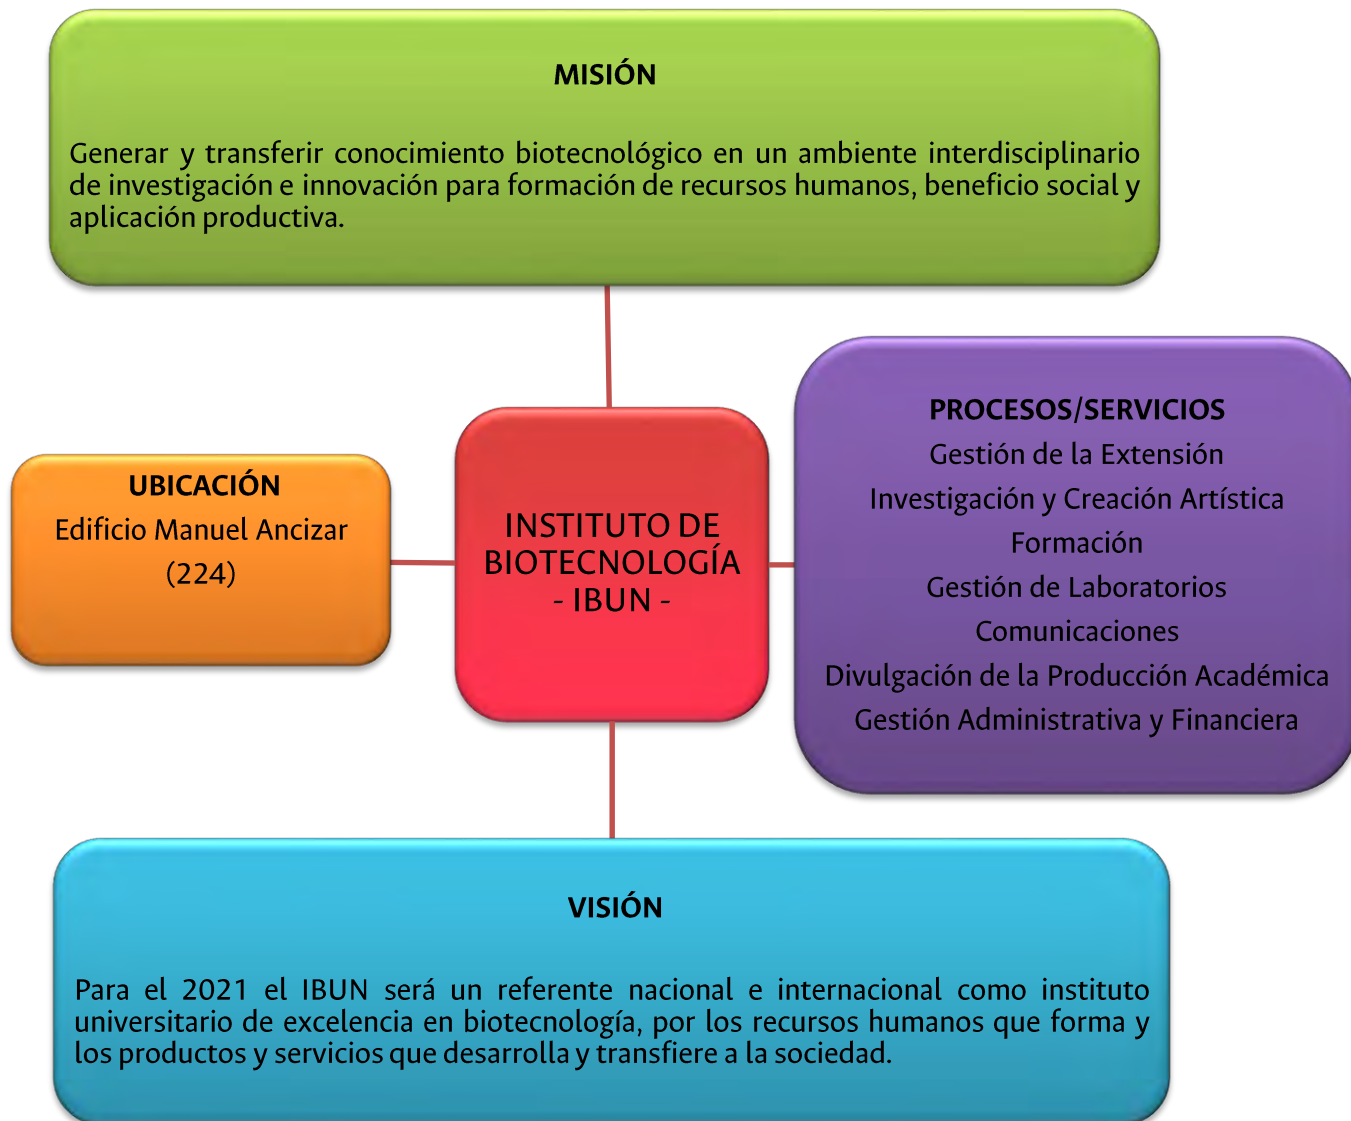 MISIÓN
Generar y transferir conocimiento biotecnológico en un ambiente interdisciplinario
de investigación e innovación para formación de recursos humanos, beneficio social y
aplicación productiva.
UBICACIÓN
Edificio Manuel Ancizar
(224)
INSTITUTO DE
BIOTECNOLOGÍA
- IBUN -
PROCESOS/SERVICIOS
Gestión de la Extensión
Investigación y Creación Artística
Formación
Gestión de Laboratorios
Comunicaciones
Divulgación de la Producción Académica
Gestión Administrativa y Financiera
VISIÓN
Para el 2021 el IBUN será un referente nacional e internacional como instituto
universitario de excelencia en biotecnología, por los recursos humanos que forma y
los productos y servicios que desarrolla y transfiere a la sociedad.